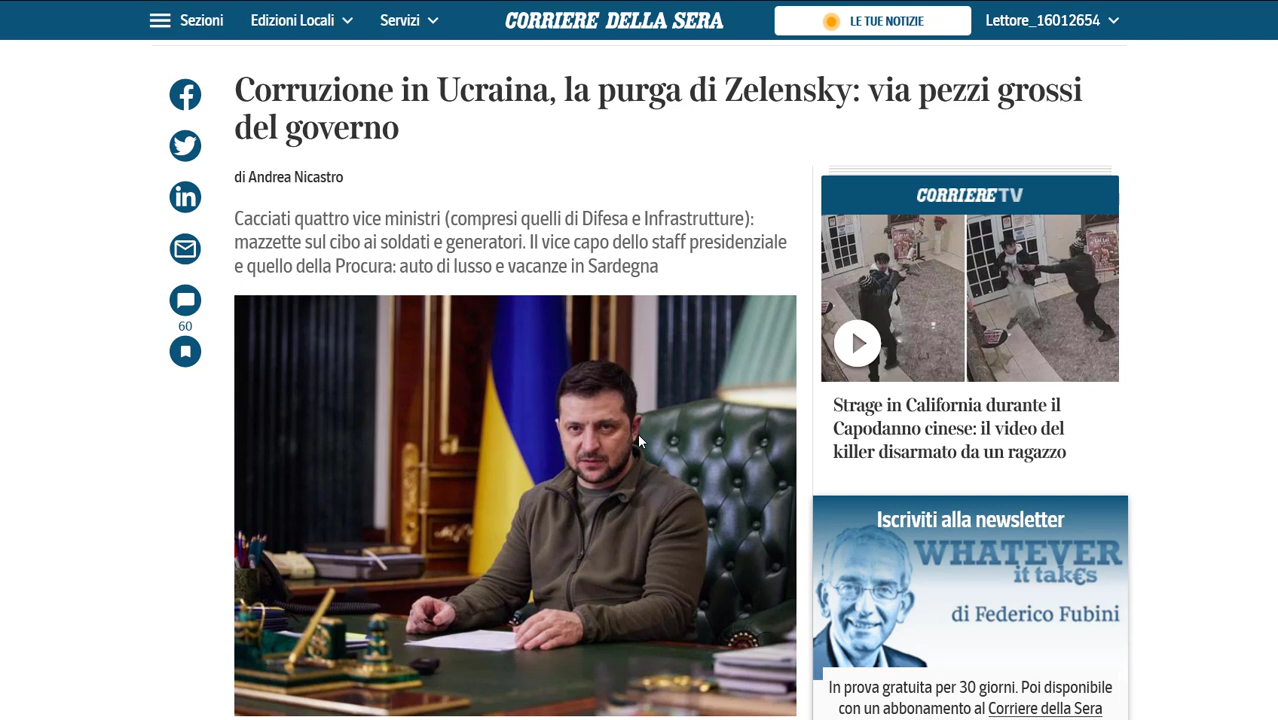 Sezioni
Edizioni Locali
Servizi
CORRIERE DELLA SERA
LE TUE NOTIZIE
Lettore_16012654
Corruzione in Ucraina, la purga di Zelensky: via pezzi grossi
del governo
di Andrea Nicastro
Cacciati quattro vice ministri (compresi quelli di Difesa e Infrastrutture):
mazzette sul cibo ai soldati e generatori. Il vice capo dello staff presidenziale
e quello della Procura: auto di lusso e vacanze in Sardegna
60
CORRIERE TV
Strage in California durante il
Capodanno cinese: il video del
killer disarmato da un ragazzo
Iscriviti alla newsletter
WHATEVER
it tak€s
di Federico Fubini
In prova gratuita per 30 giorni. Poi disponibile
con un abbonamento al Corriere della Sera